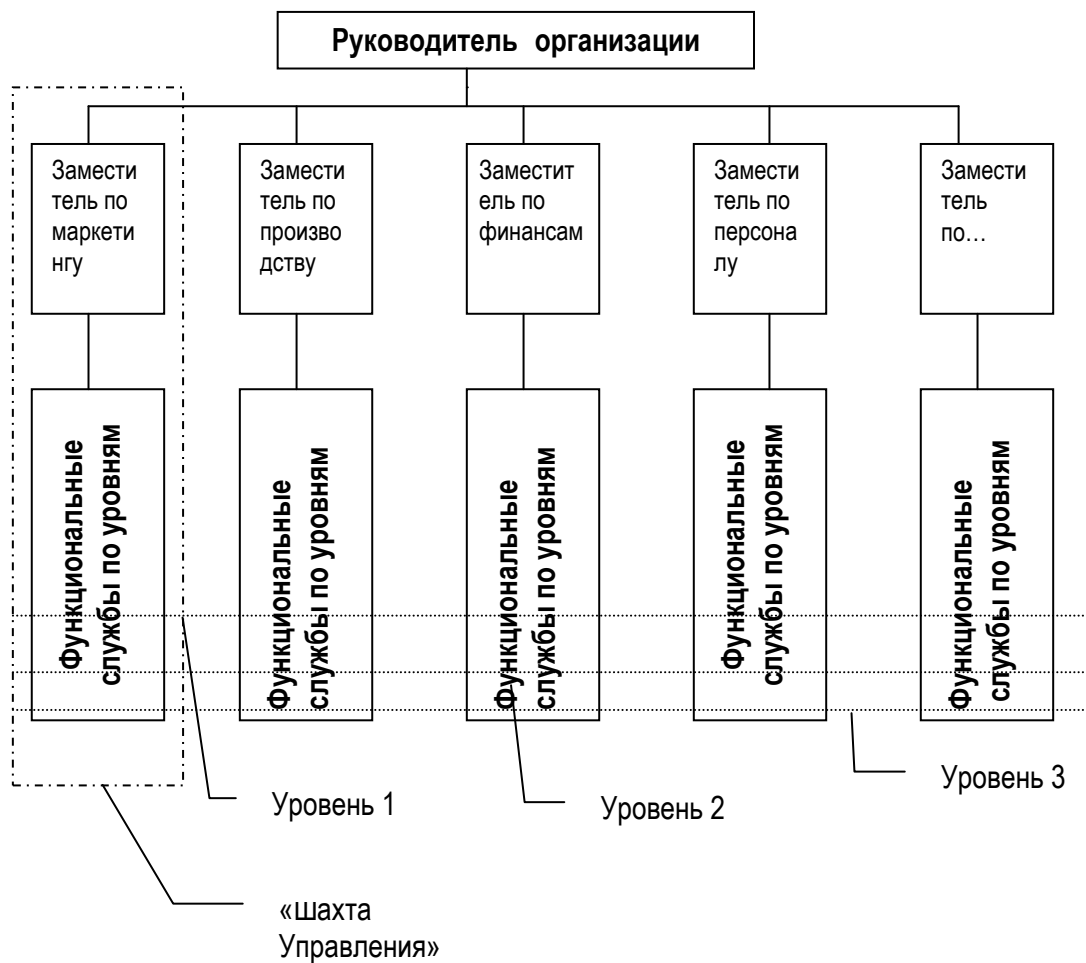 Руководитель организации
Замести
тель по
маркети
нгу
Замести
тель по
произво
дству
Заместит
ель по
финансам
Замести
тель по
персона
лу
Замести
тель
по…
Функциональные
службы по уровням
Функциональные
службы по уровням
Функциональные
службы по уровням
Функциональные
службы по уровням
Функциональные
службы по уровням
Уровень 1
Уровень 2
Уровень 3
«Шахта
Управления»